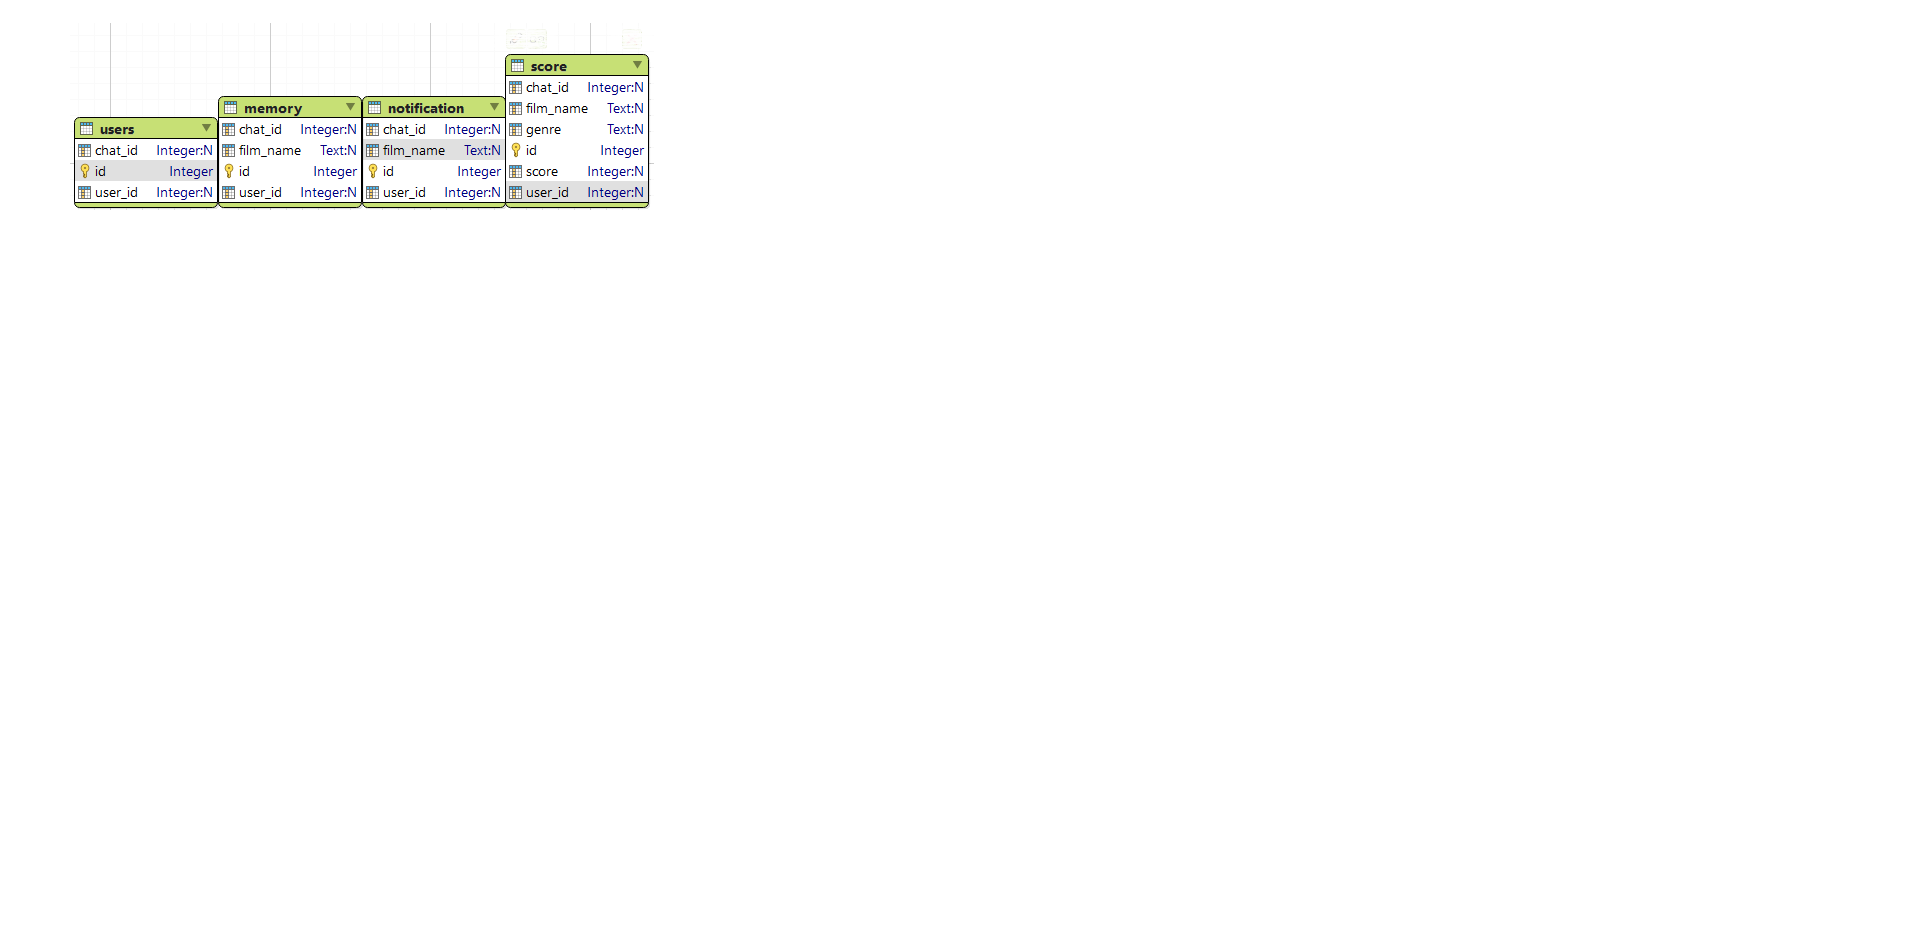 users
chat_id Integer:N
id Integer
user_id Integer:N
memory
chat_id Integer:N
film_name Text:N
id Integer
user_id Integer:N
notification
chat_id Integer:N
film_name Text:N
id Integer
user_id Integer:N
score
chat_id Integer:N
film_name Text:N
genre Text:N
id Integer
score Integer:N
user_id Integer:N